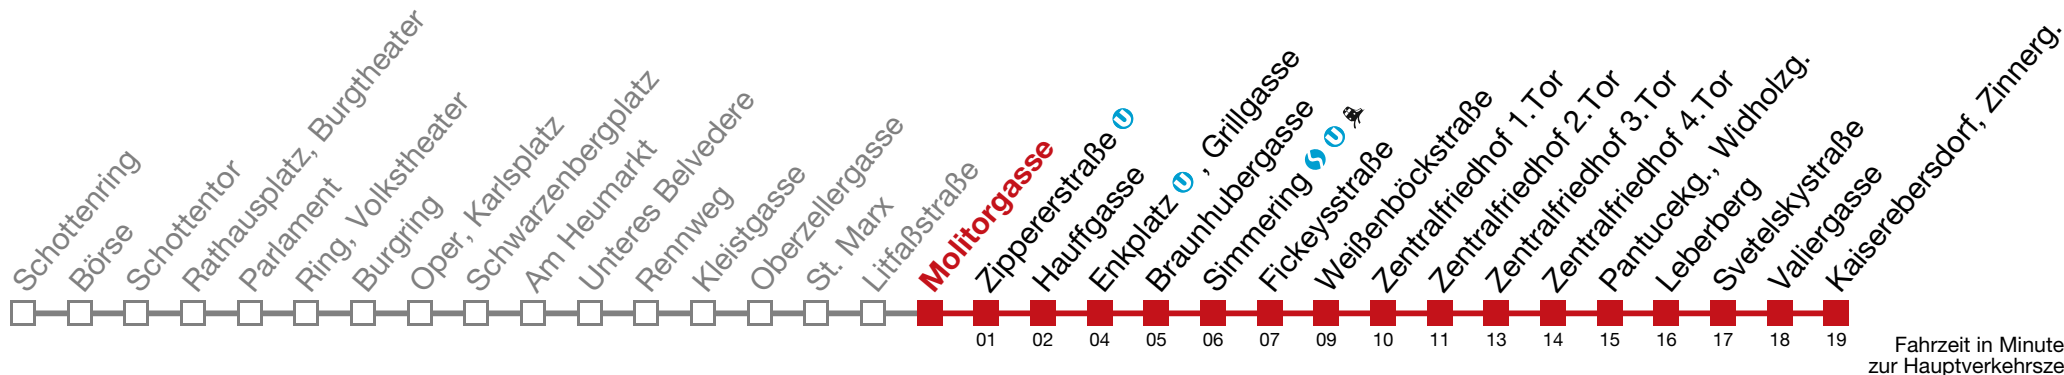 Schottenring
Börse
Schottentor
Rathausplatz, Burgtheater
Parlament
Ring, Volkstheater
Burgring
Oper, Karlsplatz
Schwarzenbergplatz
Am Heumarkt
Unteres Belvedere
Rennweg
Kleistgasse
Oberzellergasse
St. Marx
Litfaßstraße
Molitorgasse
Zippererstraße U
Hauffgasse
Enkplatz U, Grillgasse
Braunhubergasse
Simmering S U
Fickeysstraße
Weißenböckstraße
Zentralfriedhof 1.Tor
Zentralfriedhof 2.Tor
Zentralfriedhof 3.Tor
Zentralfriedhof 4.Tor
Pantucekg., Widholzg.
Leberberg
Svetelskystraße
Valiergasse
Kaiserebersdorf, Zinnerg.
01 02 04 05 06 07 09 10 11 13 14 15 16 17 18 19
Fahrzeit in Minute
zur Hauptverkehrsze